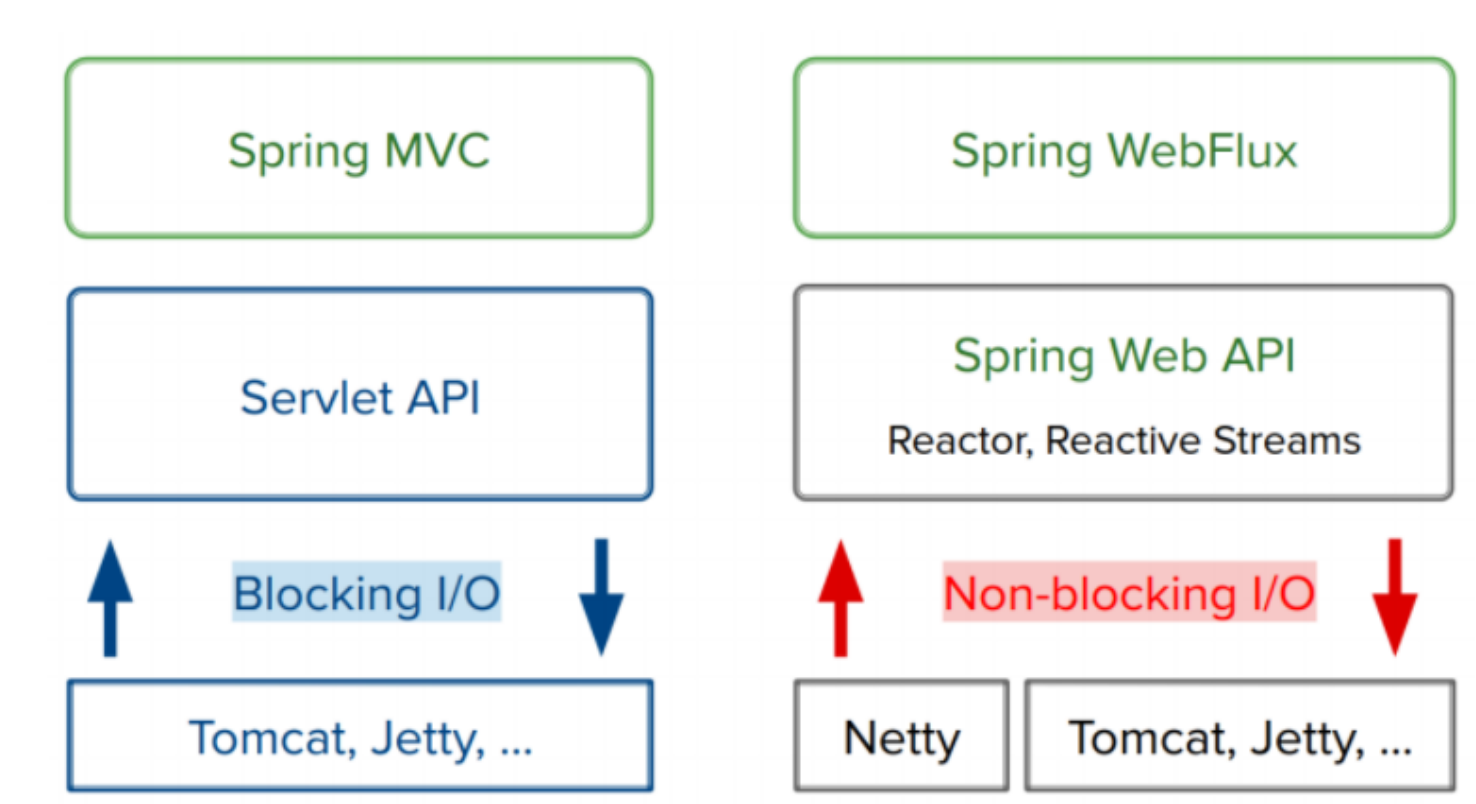 Spring MVC
Servlet API
Blocking I/O
Tomcat, Jetty, ...
Spring WebFlux
Spring Web API
Reactor, Reactive Streams
Non-blocking I/O
Netty
Tomcat, Jetty, ...